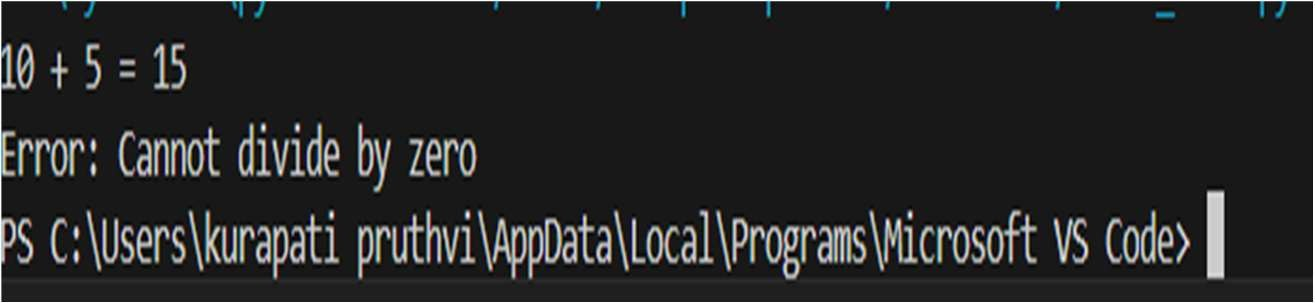 10 + 5 = 15
Error: Cannot divide by zero
PS C:\Users\kurapati pruthvi\AppData\Local\Programs\Microsoft VS Code>